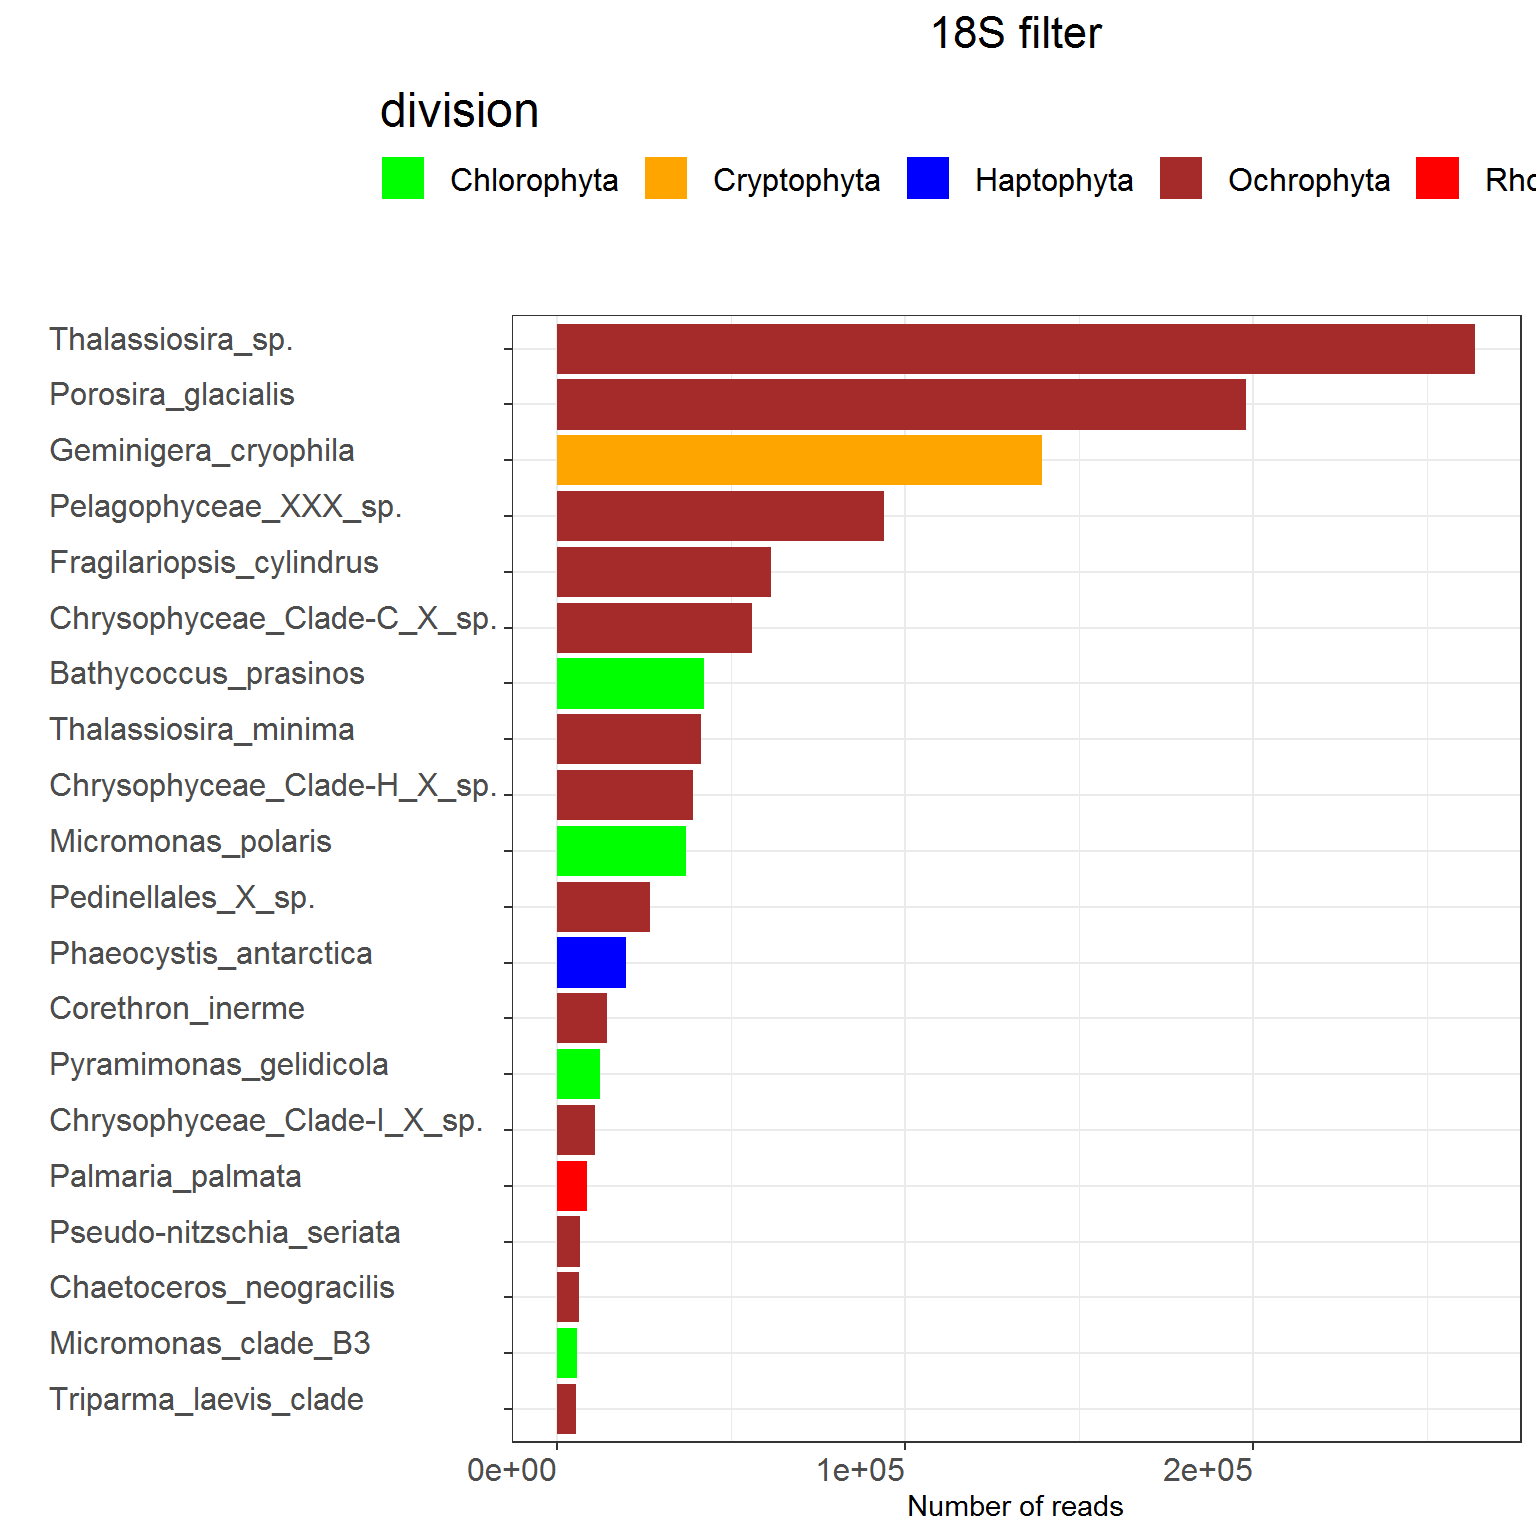 18S filter
division
Chlorophyta Cryptophyta Haptophyta Ochrophyta
Thalassiosira_sp.
Porosira_glacialis
Geminigera_cryophila
Pelagophyceae_XXX_sp.
Fragilariopsis_cylindrus
Chrysophyceae_Clade-C_X_sp.
Bathycoccus_prasinos
Thalassiosira_minima
Chrysophyceae_Clade-H_X_sp.
Micromonas_polaris
Pedinellales_X_sp.
Phaeocystis_antarctica
Corethron_inerme
Pyramimonas_gelidicola
Chrysophyceae_Clade-I_X_sp.
Palmaria_palmata
Pseudo-nitzschia_seriata
Chaetoceros_neogracilis
Micromonas_clade_B3
Triparma_laevis_clade
0e+00 1e+05 2e+05
Number of reads